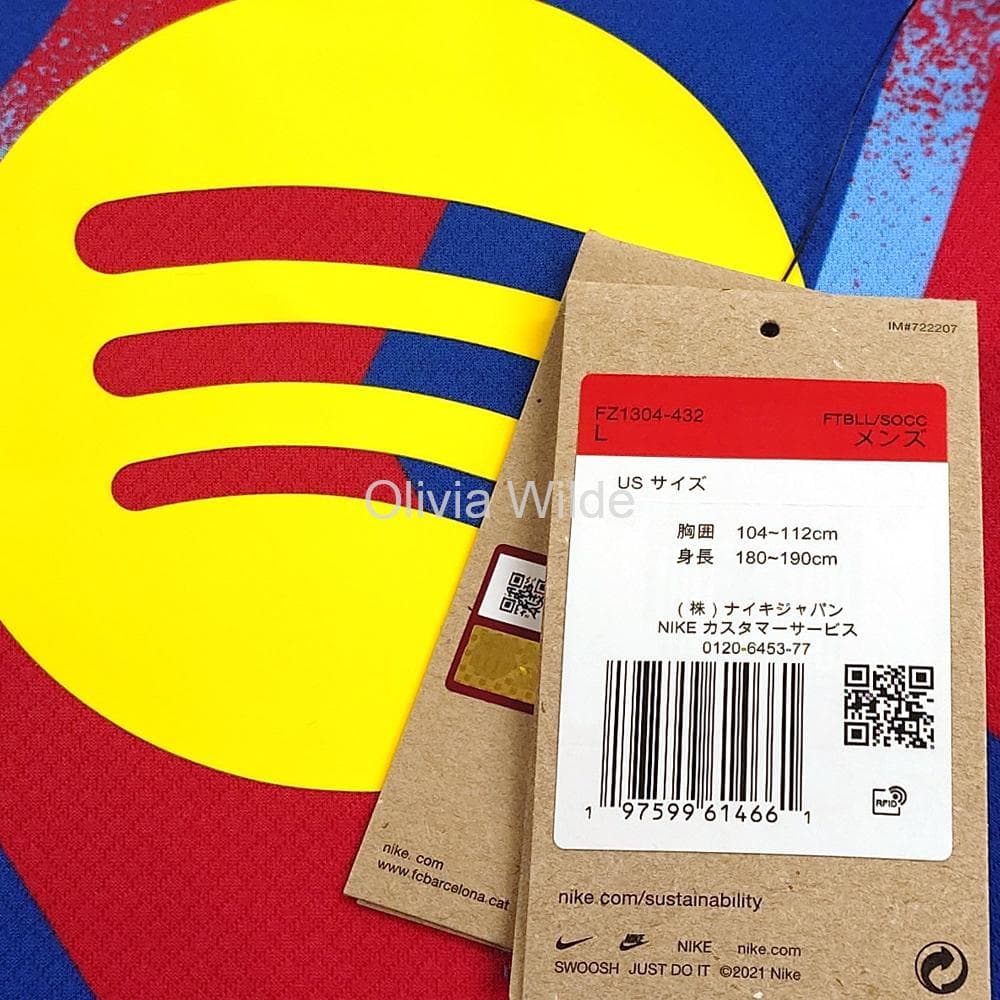 IM#722207
FZ1304-432
L
FTBLL/SOCC
メンズ
US サイズ
胸囲 104~112cm
身長 180~190cm
(株)ナイキジャパン
NIKE カスタマーサービス
0120-6453-77
1 97599 61466 1
RFID
nike.com/sustainability
NIKE nike.com
SWOOSH JUST DO IT ©2021 Nike
nike.com
www.fcbarcelona.cat
Olivia Wilde